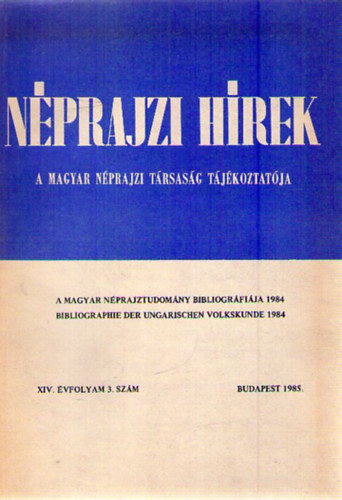 NÉPRAJZI HÍREK
A MAGYAR NÉPRAJZI TÁRSASÁG TÁJÉKOZTATÓJA
A MAGYAR NÉPRAJZTUDOMÁNY BIBLIOGRÁFIÁJA 1984
BIBLIOGRAPHIE DER UNGARISCHEN VOLKSKUNDE 1984
XIV. ÉVFOLYAM 3. SZÁM
BUDAPEST 1985.